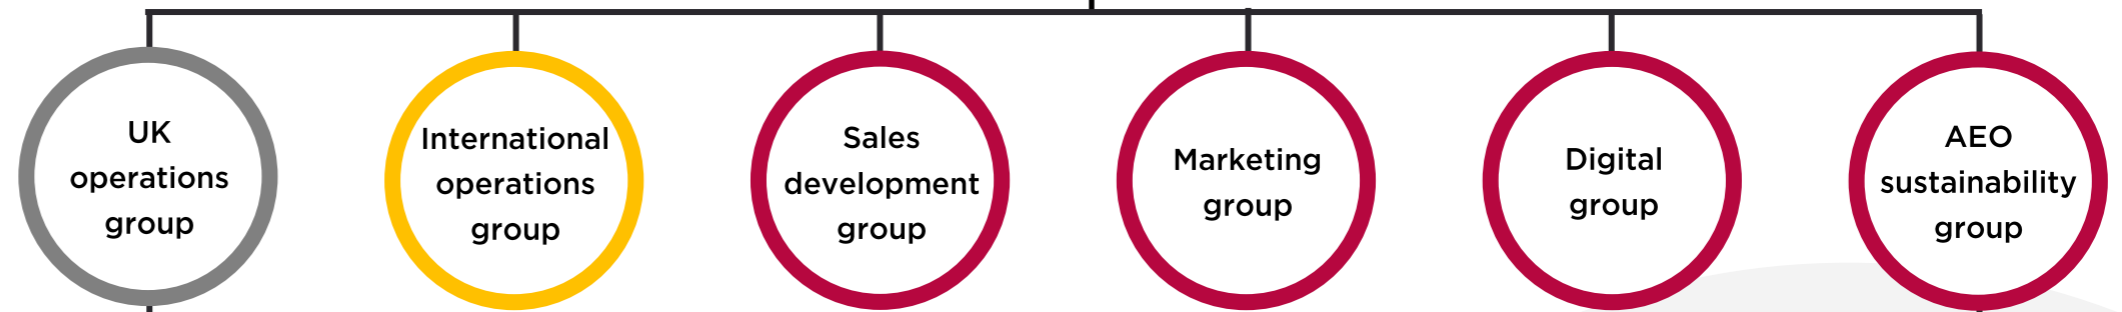 UK
operations
group
International
operations
group
Sales
development
group
Marketing
group
Digital
group
AEO
sustainability
group